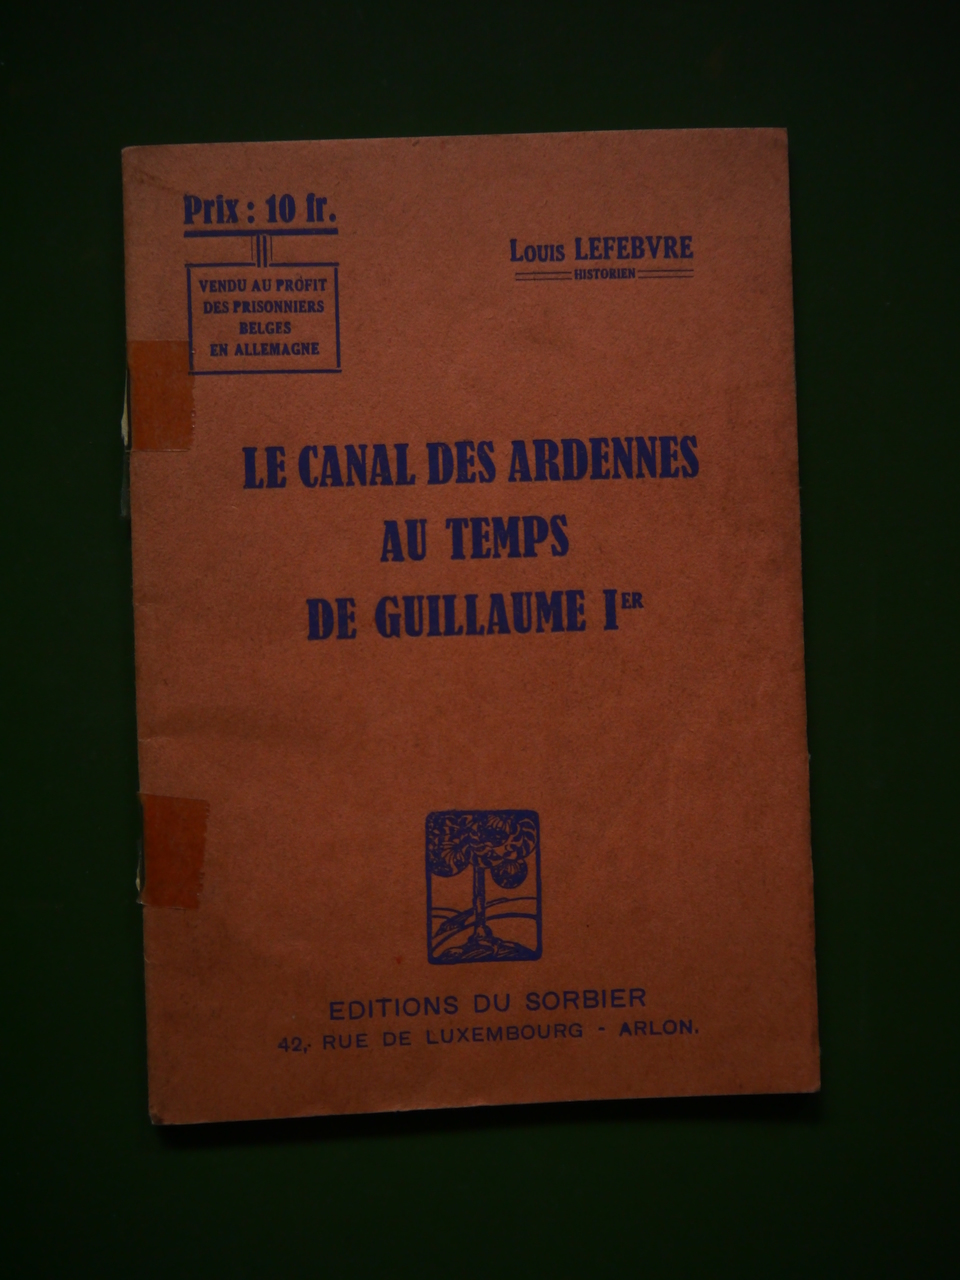 Prix : 10 fr.
VENDU AU PROFIT
DES PRISONNIERS
BELGES
EN ALLEMAGNE
LOUIS LEFEBVRE
HISTORIEN
LE CANAL DES ARDENNES
AU TEMPS
DE GUILLAUME IER
EDITIONS DU SORBIER
42, RUE DE LUXEMBOURG - ARLON.